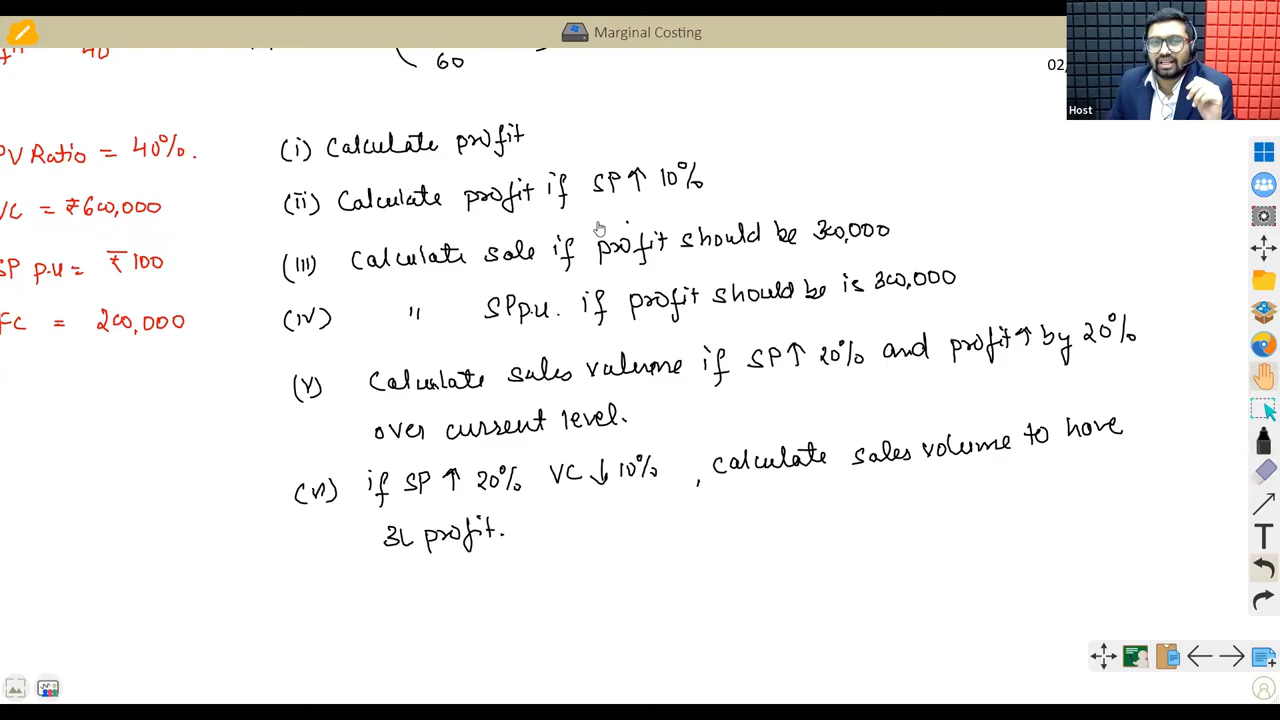 Marginal Costing
40
60
02/
Host
PV Ratio = 40%.
VC = ₹600,000
SP p.u = ₹100
FC = 200,000
(i) Calculate profit
(ii) Calculate profit if SP↑ 10%
(iii) Calculate sale if profit should be 300,000
(iv) " SP p.u. if profit should be is 300,000
(v) Calculate sales volume if SP↑ 20% and profit↑ by 20%
over current level.
(vi) if SP↑ 20% VC↓ 10%, calculate sales volume to have
3L profit.